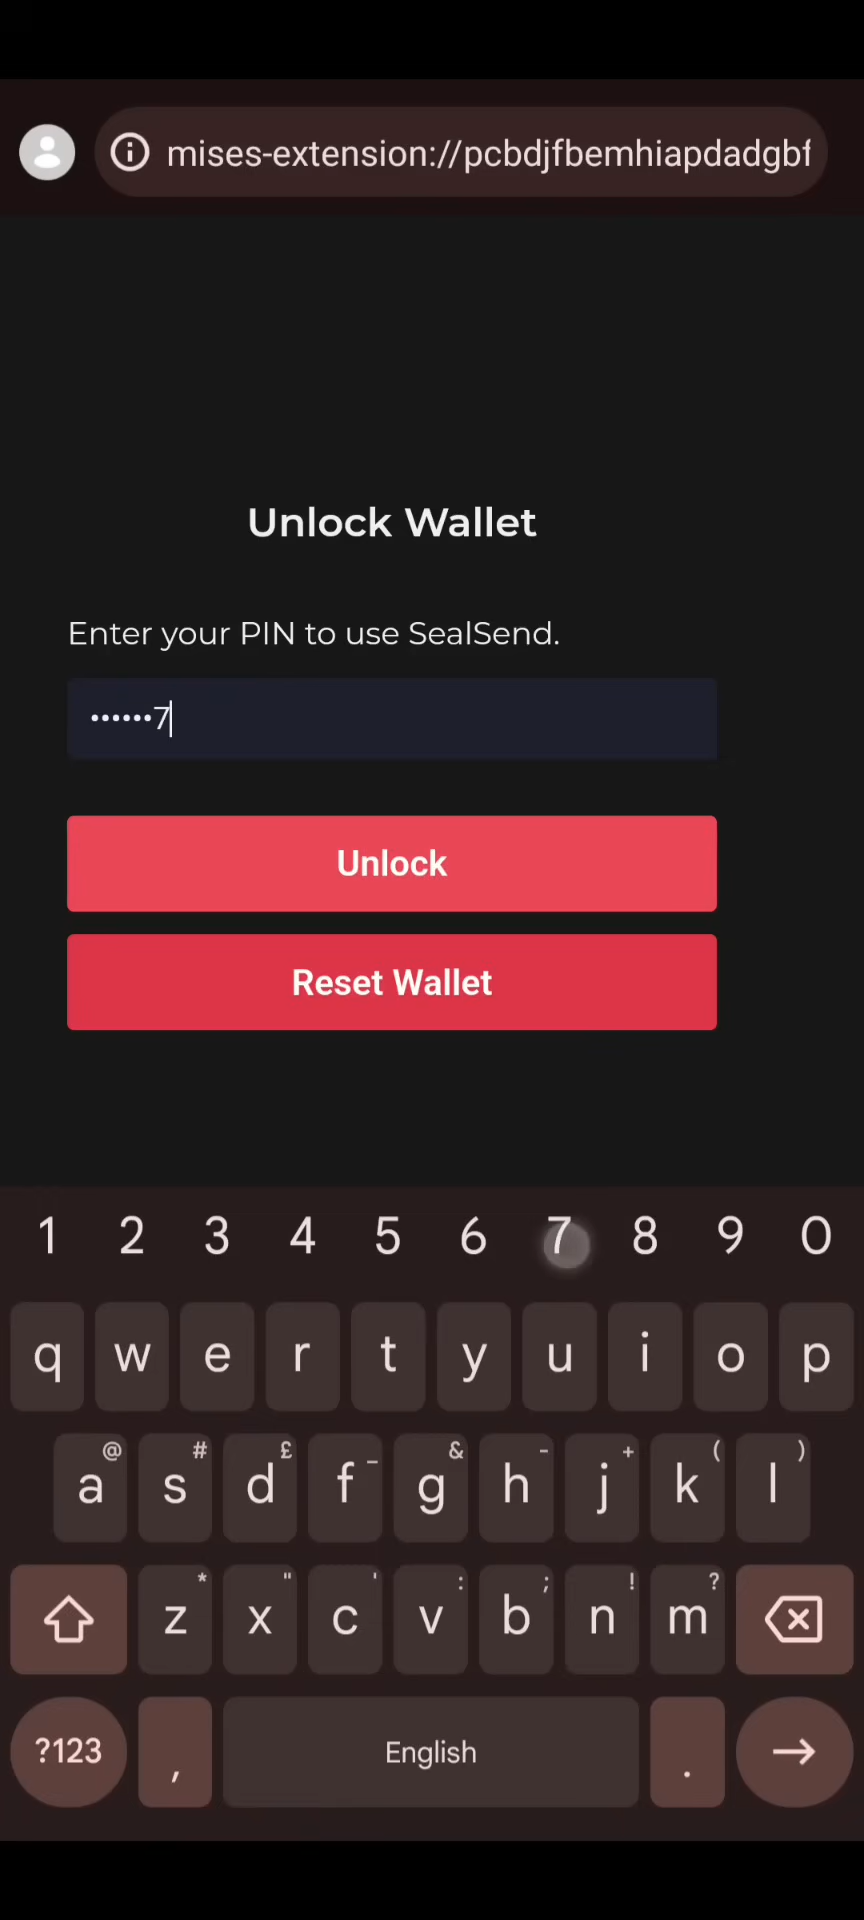 mises-extension://pcbdjfbemhiapdadgbf
Unlock Wallet
Enter your PIN to use SealSend.
••••••7
Unlock
Reset Wallet
1 2 3 4 5 6 7 8 9 0
q w e r t y u i o p
@ # £ _ & - + ( )
a s d f g h j k l
* " ' : ; ! ?
z x c v b n m
?123 , English .